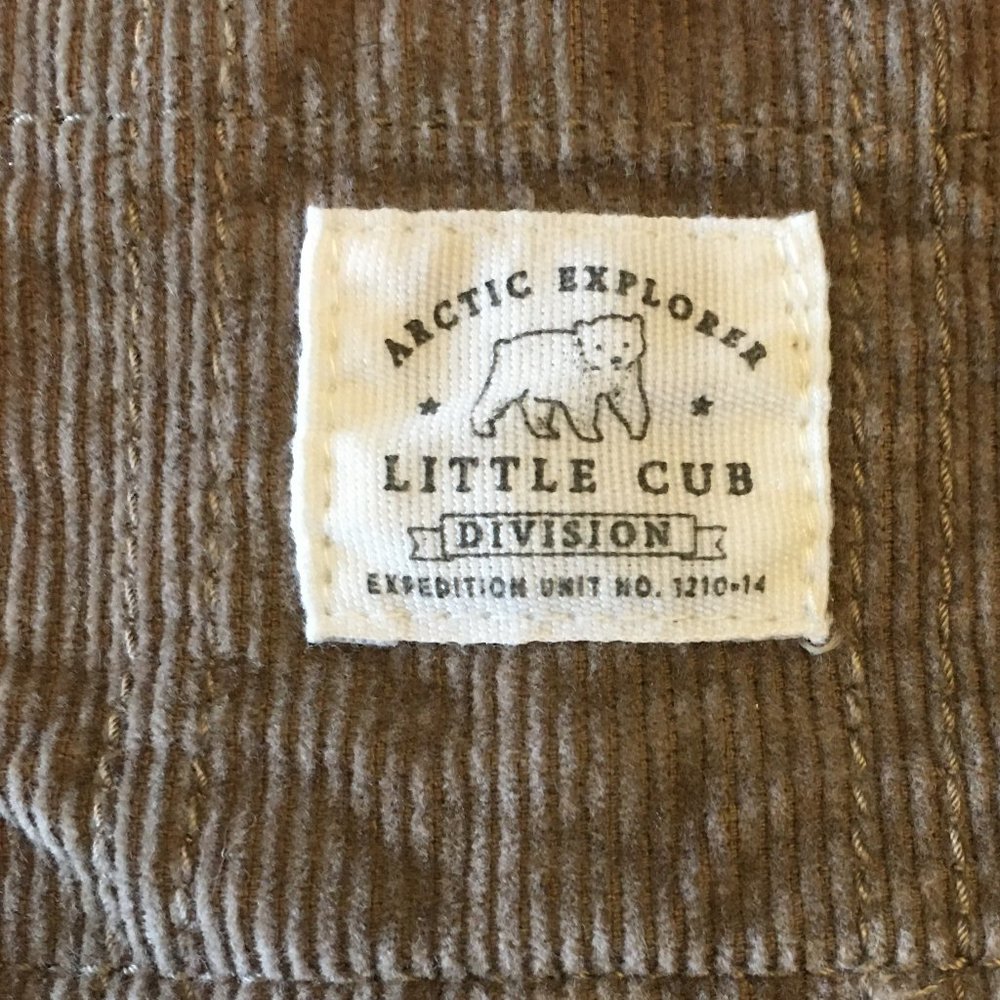 ARCTIC EXPLORER
LITTLE CUB
DIVISION
EXPEDITION UNIT NO. 1210-14